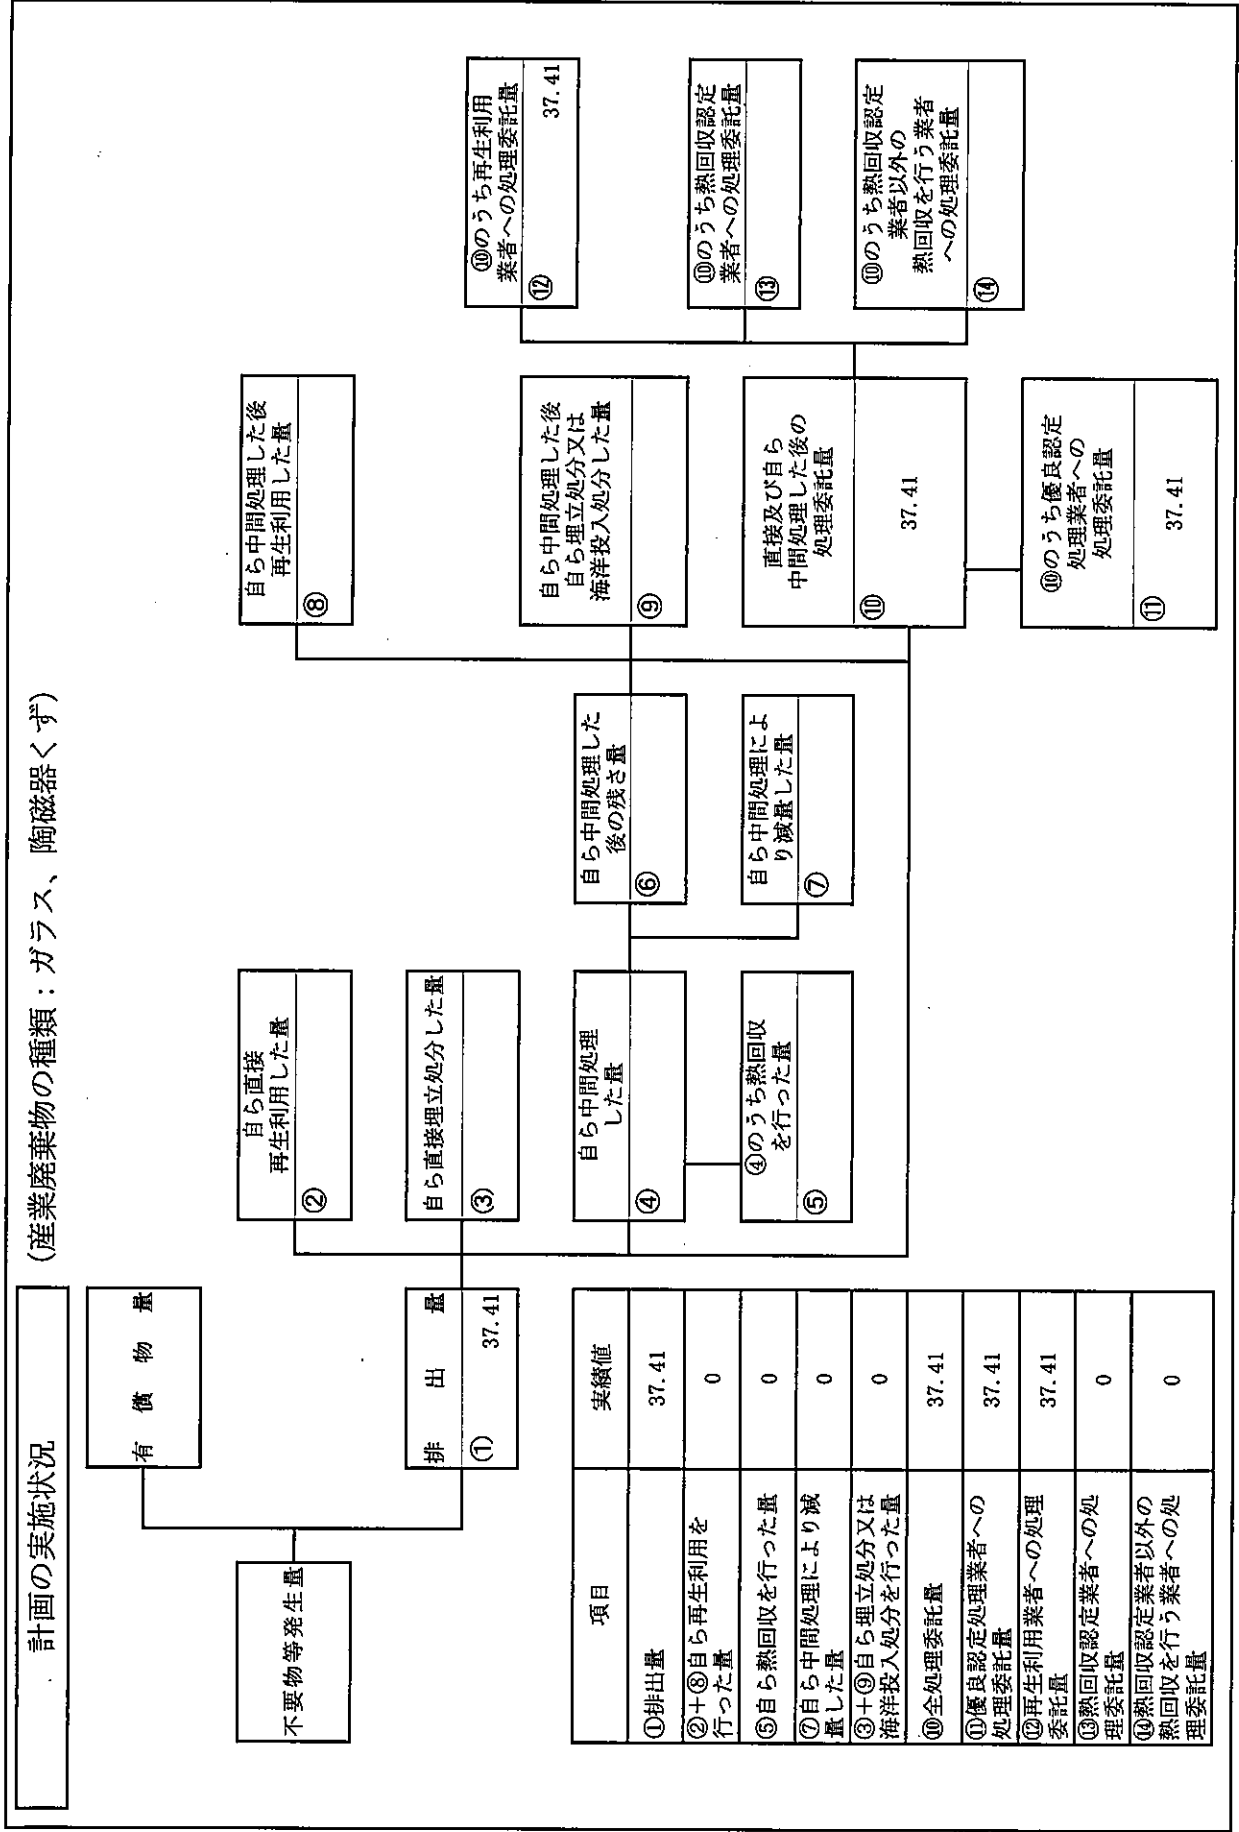 計画の実施状況
(産業廃棄物の種類：ガラス、陶磁器くず)
不要物等発生量
有償物量
排出量
① 37.41
自ら直接
再生利用した量
②
自ら直接埋立処分した量
③
自ら中間処理
した量
④
④のうち熱回収
を行った量
⑤
自ら中間処理した
後の残さ量
⑥
自ら中間処理によ
り減量した量
⑦
自ら中間処理した後
再生利用した量
⑧
自ら中間処理した後
自ら埋立処分又は
海洋投入処分した量
⑨
直接及び自ら
中間処理した後の
処理委託量
⑩
37.41
⑩のうち優良認定
処理業者への
処理委託量
⑪
37.41
⑩のうち再生利用
業者への処理委託量
⑫ 37.41
⑩のうち熱回収認定
業者への処理委託量
⑬
⑩のうち熱回収認定
業者以外の
熱回収を行う業者
への処理委託量
⑭
項目 実績値
①排出量 37.41
②＋⑧自ら再生利用を
行った量 0
⑤自ら熱回収を行った量 0
⑦自ら中間処理により減
量した量 0
③＋⑨自ら埋立処分又は
海洋投入処分を行った量 0
⑩全処理委託量 37.41
⑪優良認定処理業者への
処理委託量 37.41
⑫再生利用業者への処理
委託量 37.41
⑬熱回収認定業者への処
理委託量 0
⑭熱回収認定業者以外の
熱回収を行う業者への処
理委託量 0